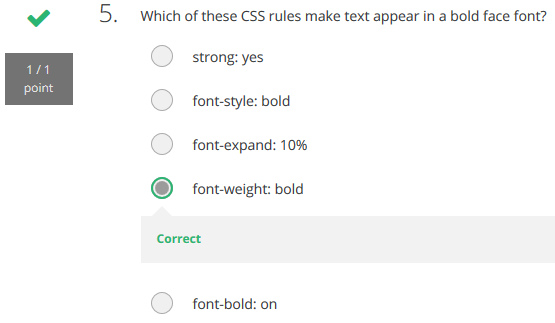 5. Which of these CSS rules make text appear in a bold face font?
1 / 1
point
strong: yes
font-style: bold
font-expand: 10%
font-weight: bold
Correct
font-bold: on